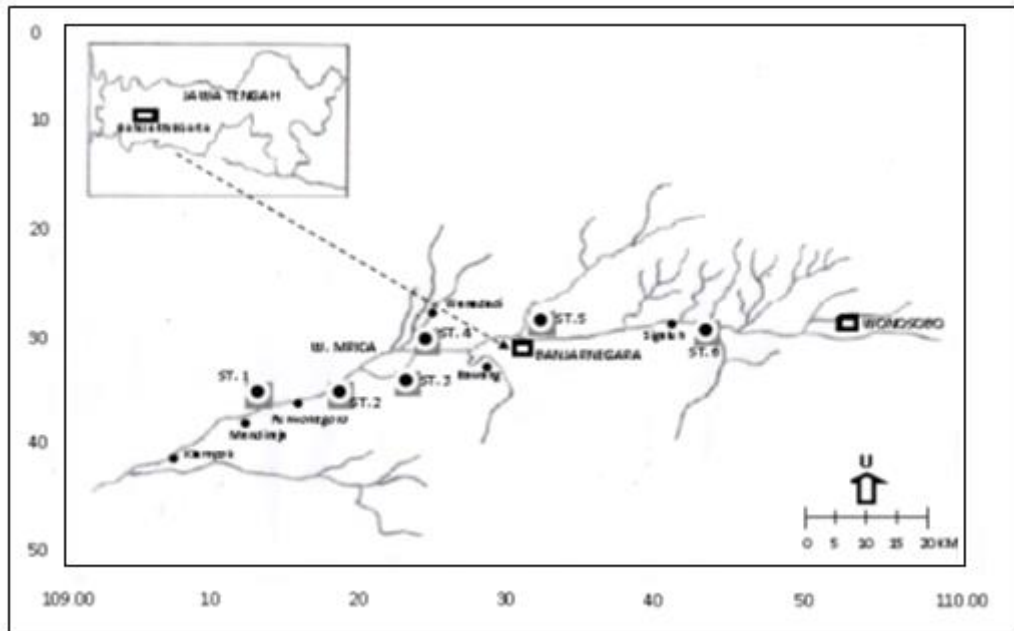 0
10
20
30
40
50
JAWA TENGAH
ST. 5
ST. 4
W. MRICA
BANJARNEGARA
Sigaluh
ST. 6
WONOSOBO
ST. 1
ST. 2
ST. 3
Bawang
Klampok
U
0 5 10 15 20 KM
109.00 10 20 30 40 50 110.00